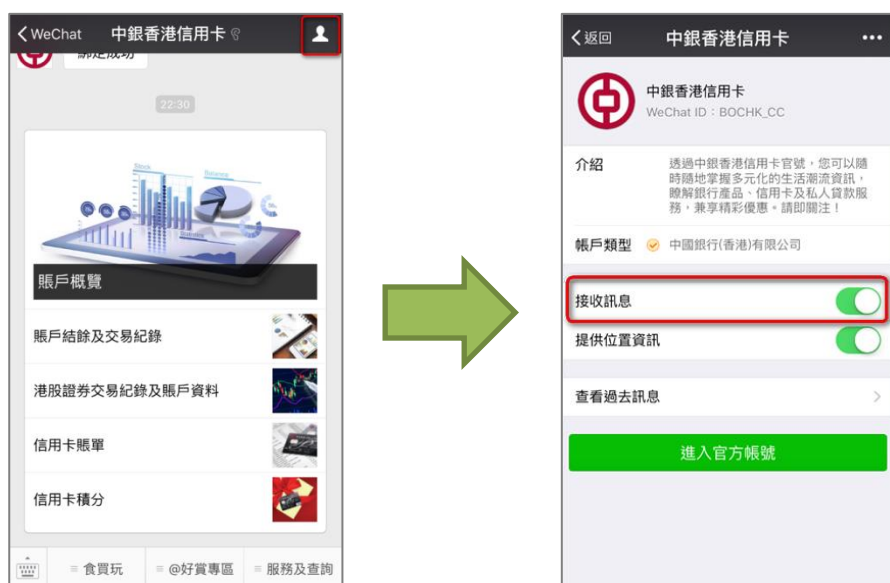 WeChat 中銀香港信用卡
綁定成功
22:30
Stock
Balance
Statistics
賬戶概覽
賬戶結餘及交易紀錄
港股證券交易紀錄及賬戶資料
信用卡賬單
信用卡積分
食買玩 @好賞專區 服務及查詢
返回 中銀香港信用卡
中銀香港信用卡
WeChat ID：BOCHK_CC
介紹 透過中銀香港信用卡官號，您可以隨
時隨地掌握多元化的生活潮流資訊，
瞭解銀行產品、信用卡及私人貸款服
務，兼享精彩優惠。請即關注！
帳戶類型 中國銀行(香港)有限公司
接收訊息
提供位置資訊
查看過去訊息
進入官方帳號